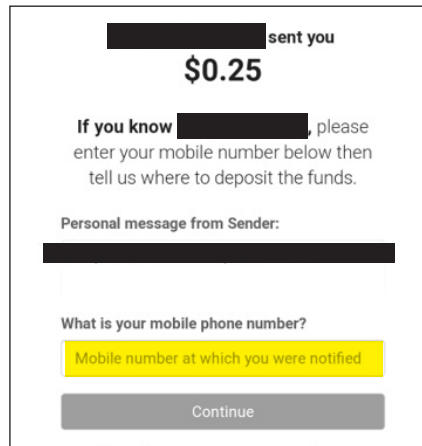 sent you
$0.25
If you know , please
enter your mobile number below then
tell us where to deposit the funds.
Personal message from Sender:
What is your mobile phone number?
Mobile number at which you were notified
Continue